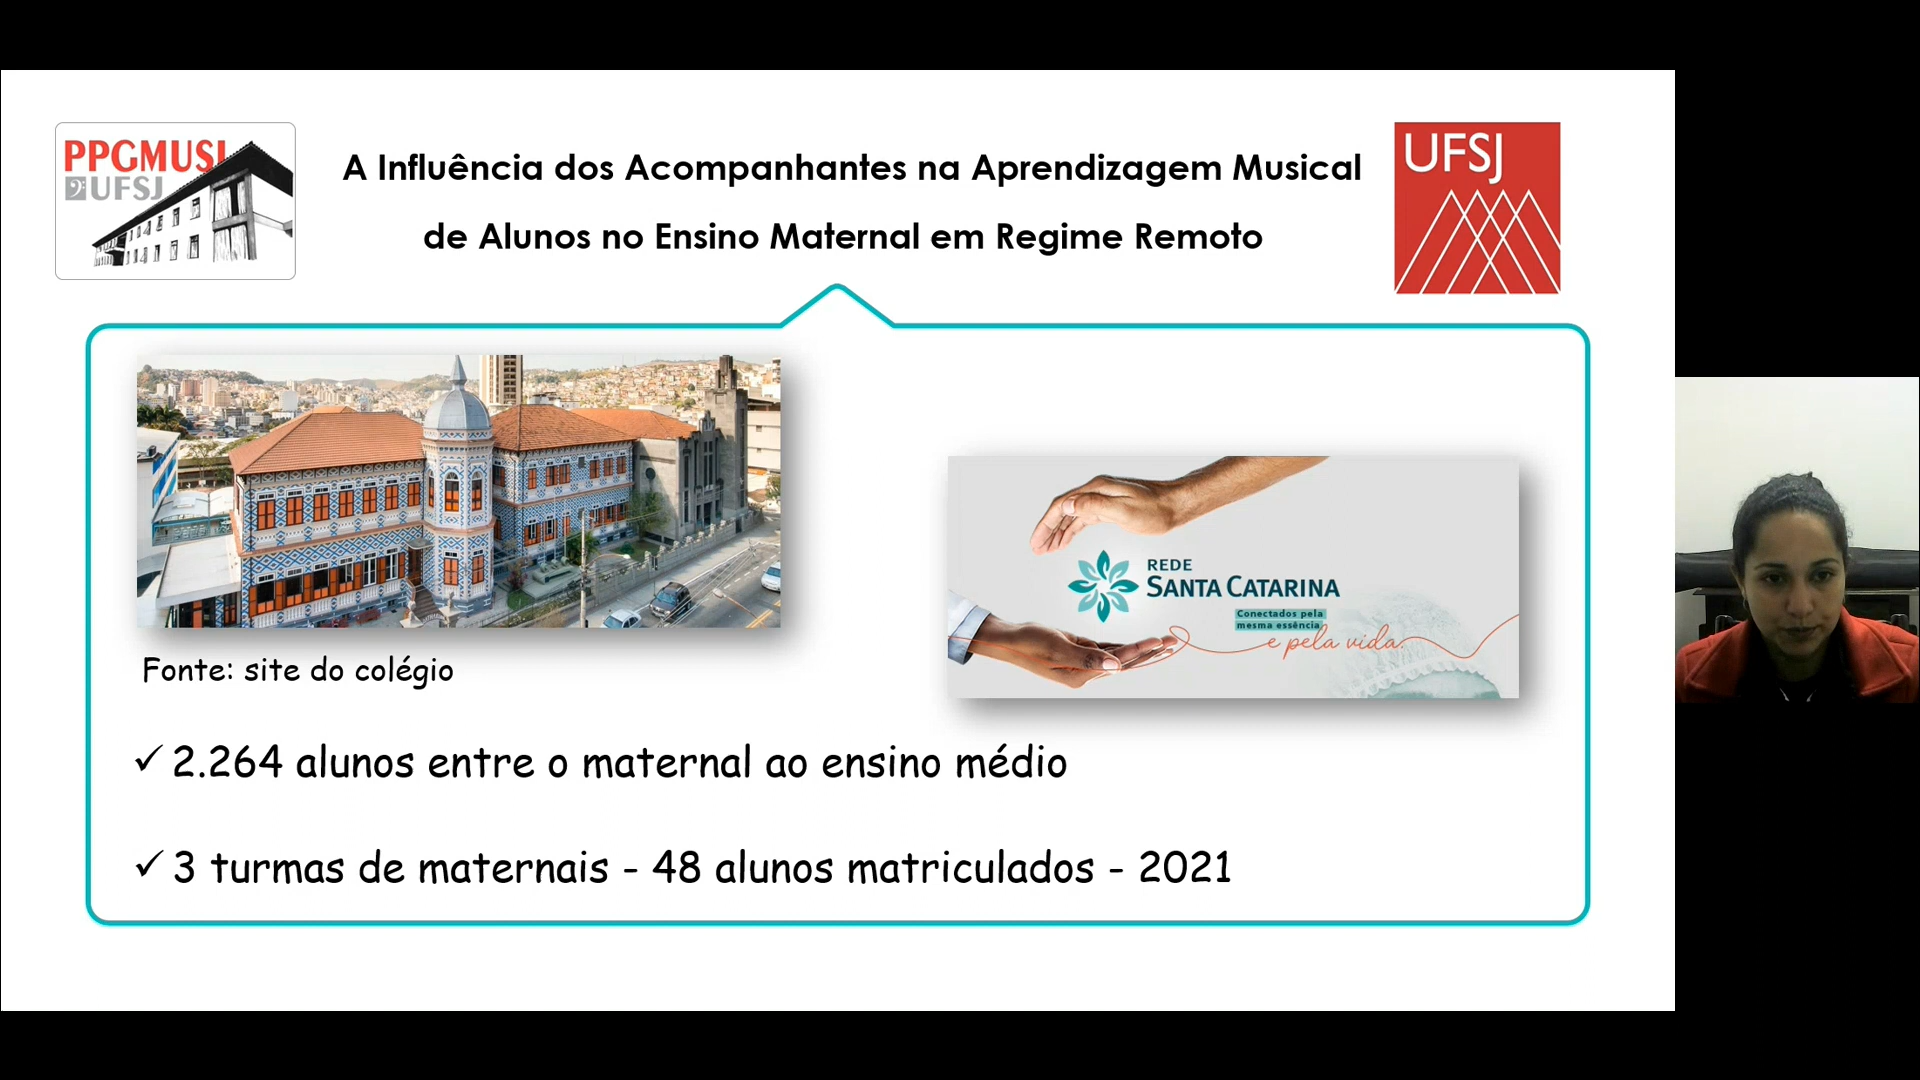 PPGMUSI
UFSJ
A Influência dos Acompanhantes na Aprendizagem Musical
de Alunos no Ensino Maternal em Regime Remoto
UFSJ
REDE
SANTA CATARINA
Conectados pela
mesma essência
e pela vida.
Fonte: site do colégio
✓ 2.264 alunos entre o maternal ao ensino médio
✓ 3 turmas de maternais - 48 alunos matriculados - 2021